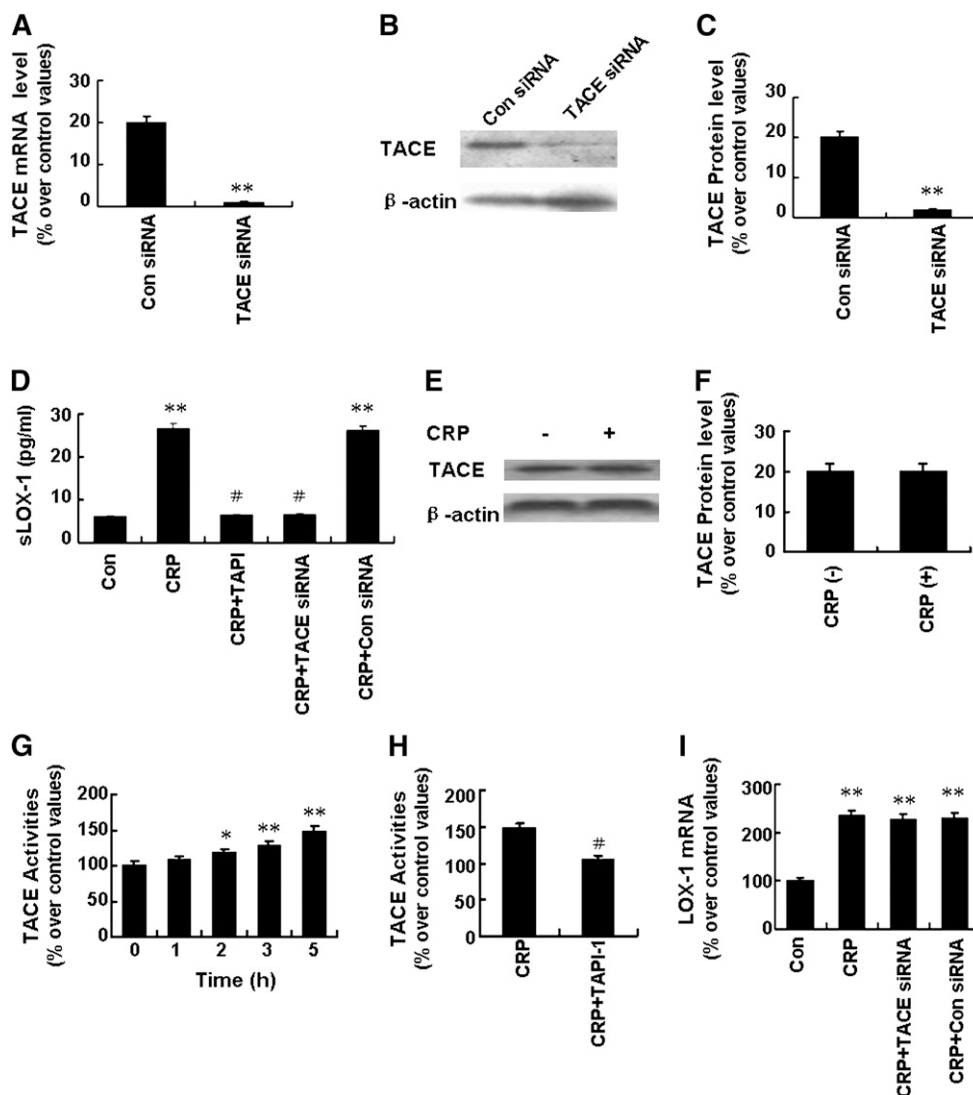 A
TACE mRNA level
(% over control values)
30
20
10
0
**
Con siRNA
TACE siRNA
B
Con siRNA
TACE siRNA
TACE
β-actin
C
TACE Protein level
(% over control values)
30
20
10
0
**
Con siRNA
TACE siRNA
D
sLOX-1 (pg/ml)
30
20
10
0
**
#
#
**
Con
CRP
CRP+TAPI
CRP+TACE siRNA
CRP+Con siRNA
E
CRP
-
+
TACE
β-actin
F
TACE Protein level
(% over control values)
30
20
10
0
CRP (-)
CRP (+)
G
TACE Activities
(% over control values)
200
150
100
50
0
*
**
**
0
1
2
3
5
Time (h)
H
TACE Activities
(% over control values)
200
150
100
50
0
#
CRP
CRP+TAPI-1
I
LOX-1 mRNA
(% over control values)
300
200
100
0
**
**
**
Con
CRP
CRP+TACE siRNA
CRP+Con siRNA